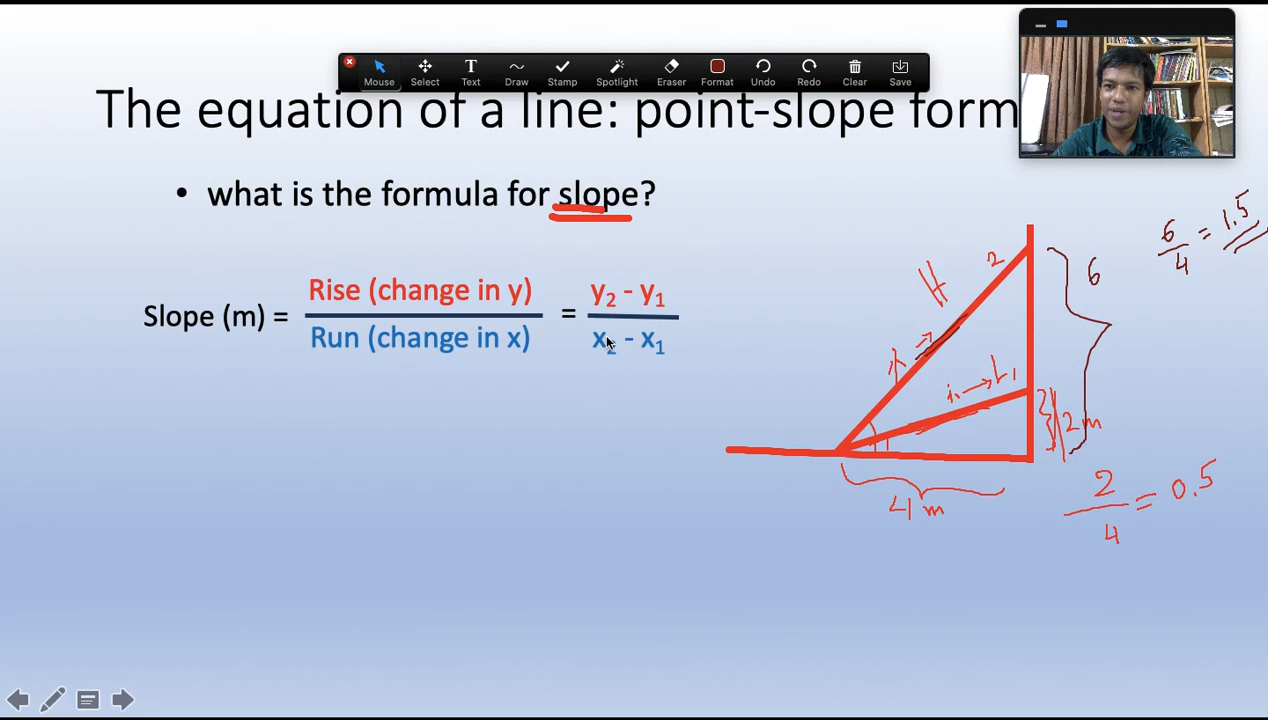 Mouse Select Text Draw Stamp Spotlight Eraser Format Undo Redo Clear Save
The equation of a line: point-slope form
• what is the formula for slope?
Slope (m) = Rise (change in y) = y₂ - y₁
Run (change in x) x₂ - x₁
6/4 = 1.5
H
2
6
1
2 m
4 m
2/4 = 0.5